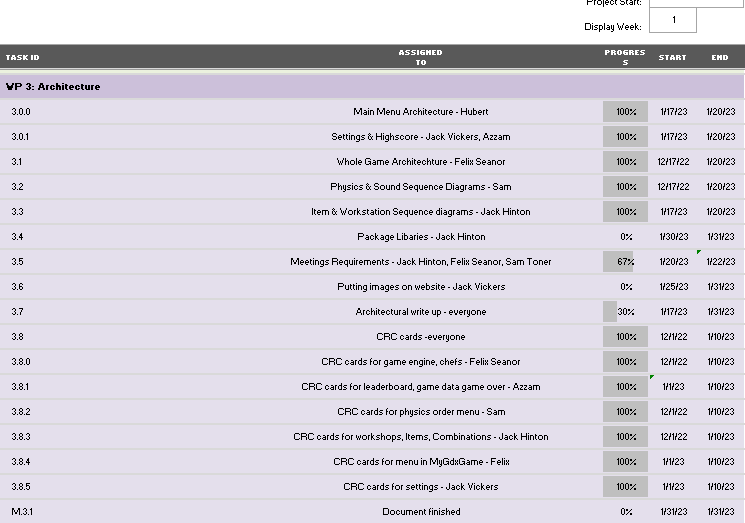 Project Start:
Display Week: 1
TASK ID ASSIGNED TO PROGRESS START END
WP 3: Architecture
3.0.0 Main Menu Architecture - Hubert 100% 1/17/23 1/20/23
3.0.1 Settings & Highscore - Jack Vickers, Azzam 100% 1/17/23 1/20/23
3.1 Whole Game Architechture - Felix Seanor 100% 12/17/22 1/20/23
3.2 Physics & Sound Sequence Diagrams - Sam 100% 12/17/22 1/20/23
3.3 Item & Workstation Sequence diagrams - Jack Hinton 100% 1/17/23 1/20/23
3.4 Package Libaries - Jack Hinton 0% 1/30/23 1/31/23
3.5 Meetings Requirements - Jack Hinton, Felix Seanor, Sam Toner 67% 1/20/23 1/22/23
3.6 Putting images on website - Jack Vickers 0% 1/25/23 1/31/23
3.7 Architectural write up - everyone 30% 1/17/23 1/31/23
3.8 CRC cards -everyone 100% 12/1/22 1/10/23
3.8.0 CRC cards for game engine, chefs - Felix Seanor 100% 12/1/22 1/10/23
3.8.1 CRC cards for leaderboard, game data game over - Azzam 100% 1/1/23 1/10/23
3.8.2 CRC cards for physics order menu - Sam 100% 12/1/22 1/10/23
3.8.3 CRC cards for workshops, Items, Combinations - Jack Hinton 100% 12/1/22 1/10/23
3.8.4 CRC cards for menu in MyGdxGame - Felix 100% 1/1/23 1/10/23
3.8.5 CRC cards for settings - Jack Vickers 100% 1/1/23 1/10/23
M.3.1 Document finished 0% 1/31/23 1/31/23